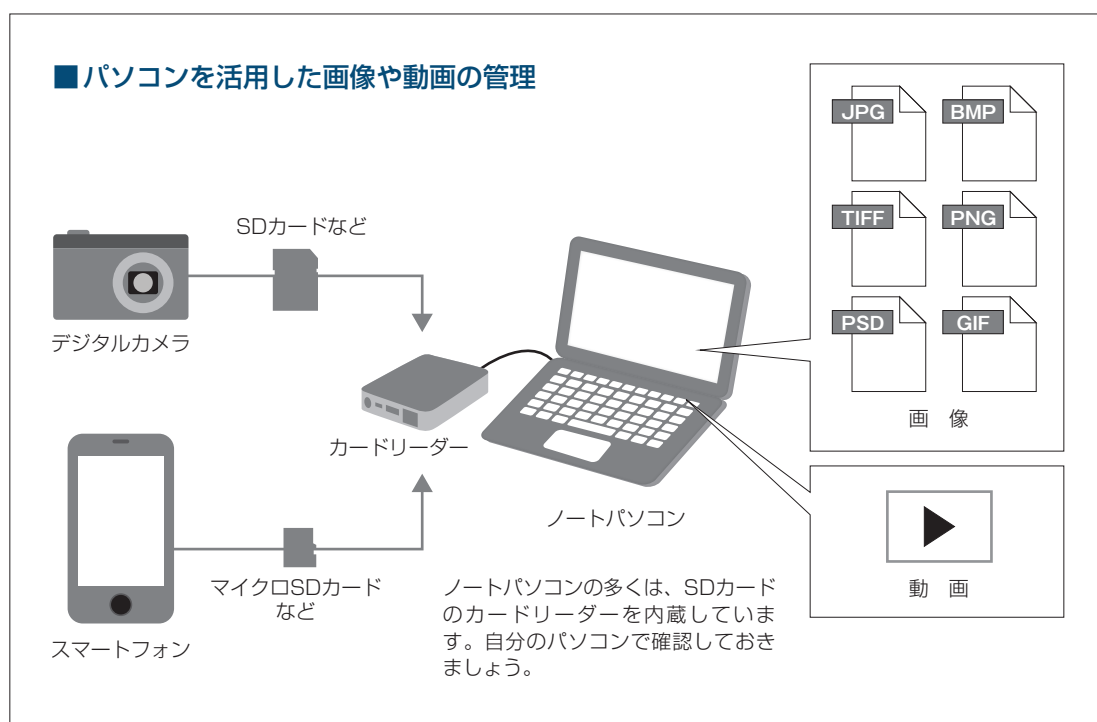 ■パソコンを活用した画像や動画の管理
SDカードなど
デジタルカメラ
カードリーダー
マイクロSDカード
など
スマートフォン
ノートパソコン
ノートパソコンの多くは、SDカード
のカードリーダーを内蔵していま
す。自分のパソコンで確認しておき
ましょう。
JPG BMP
TIFF PNG
PSD GIF
画 像
動 画